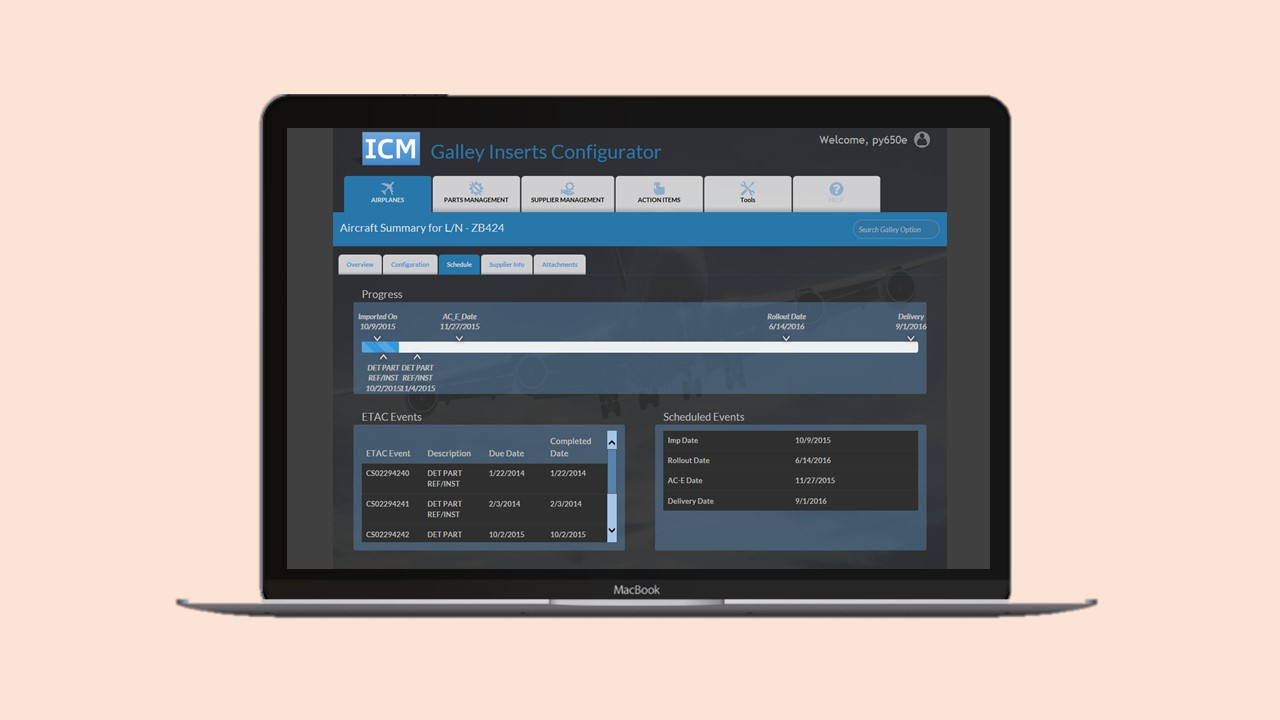 ICM Galley Inserts Configurator
Welcome, py650e
AIRPLANES
PARTS MANAGEMENT
SUPPLIER MANAGEMENT
ACTION ITEMS
Tools
HELP
Aircraft Summary for L/N - ZB424
Search Galley Option
Overview
Configuration
Schedule
Supplier Info
Attachments
Progress
Imported On
10/9/2015
AC_E_Date
11/27/2015
Rollout Date
6/14/2016
Delivery
9/1/2016
DET PART
REF/INST
10/2/2015
DET PART
REF/INST
11/4/2015
ETAC Events
ETAC Event Description Due Date Completed Date
CS02294240 DET PART REF/INST 1/22/2014 1/22/2014
CS02294241 DET PART REF/INST 2/3/2014 2/3/2014
CS02294242 DET PART 10/2/2015 10/2/2015
Scheduled Events
Imp Date 10/9/2015
Rollout Date 6/14/2016
AC-E Date 11/27/2015
Delivery Date 9/1/2016
MacBook